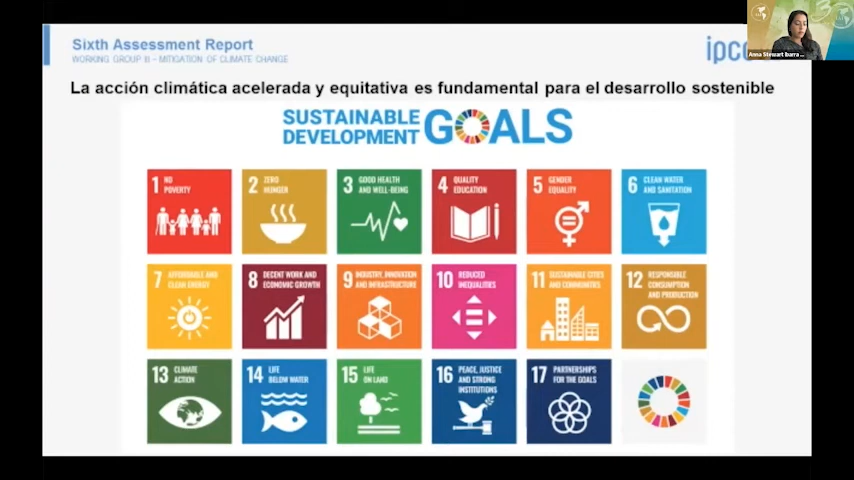 Sixth Assessment Report
WORKING GROUP III – MITIGATION OF CLIMATE CHANGE
ipcc
Anna Stewart Ibarra ...
La acción climática acelerada y equitativa es fundamental para el desarrollo sostenible
SUSTAINABLE
DEVELOPMENT
GOALS
1 NO
POVERTY
2 ZERO
HUNGER
3 GOOD HEALTH
AND WELL-BEING
4 QUALITY
EDUCATION
5 GENDER
EQUALITY
6 CLEAN WATER
AND SANITATION
7 AFFORDABLE AND
CLEAN ENERGY
8 DECENT WORK AND
ECONOMIC GROWTH
9 INDUSTRY, INNOVATION
AND INFRASTRUCTURE
10 REDUCED
INEQUALITIES
11 SUSTAINABLE CITIES
AND COMMUNITIES
12 RESPONSIBLE
CONSUMPTION
AND PRODUCTION
13 CLIMATE
ACTION
14 LIFE
BELOW WATER
15 LIFE
ON LAND
16 PEACE, JUSTICE
AND STRONG
INSTITUTIONS
17 PARTNERSHIPS
FOR THE GOALS